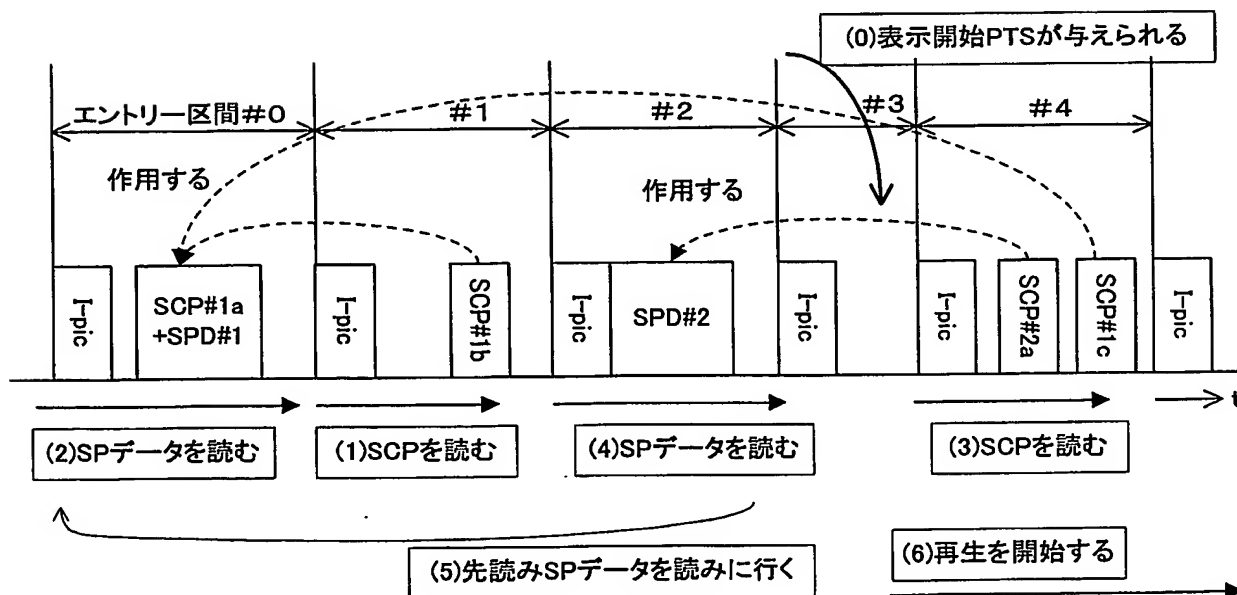 (0)表示開始PTSが与えられる
エントリー区間#0
#1
#2
#3
#4
作用する
作用する
I-pic
SCP#1a
+SPD#1
I-pic
SCP#1b
I-pic
SPD#2
I-pic
I-pic
SCP#2a
SCP#1c
I-pic
t
(2)SPデータを読む
(1)SCPを読む
(4)SPデータを読む
(3)SCPを読む
(5)先読みSPデータを読みに行く
(6)再生を開始する